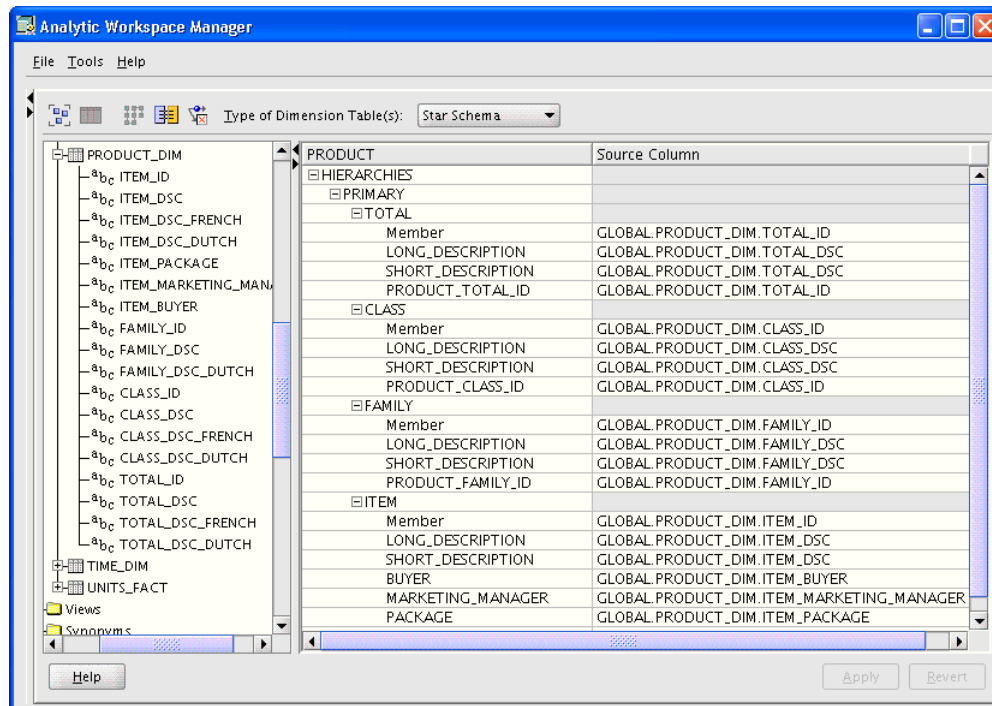 Analytic Workspace Manager
File Tools Help
Type of Dimension Table(s): Star Schema
PRODUCT_DIM
ITEM_ID
ITEM_DSC
ITEM_DSC_FRENCH
ITEM_DSC_DUTCH
ITEM_PACKAGE
ITEM_MARKETING_MAN
ITEM_BUYER
FAMILY_ID
FAMILY_DSC
FAMILY_DSC_DUTCH
CLASS_ID
CLASS_DSC
CLASS_DSC_FRENCH
CLASS_DSC_DUTCH
TOTAL_ID
TOTAL_DSC
TOTAL_DSC_FRENCH
TOTAL_DSC_DUTCH
TIME_DIM
UNITS_FACT
Views
Synonyms
PRODUCT Source Column
HIERARCHIES
PRIMARY
TOTAL
Member GLOBAL.PRODUCT_DIM.TOTAL_ID
LONG_DESCRIPTION GLOBAL.PRODUCT_DIM.TOTAL_DSC
SHORT_DESCRIPTION GLOBAL.PRODUCT_DIM.TOTAL_DSC
PRODUCT_TOTAL_ID GLOBAL.PRODUCT_DIM.TOTAL_ID
CLASS
Member GLOBAL.PRODUCT_DIM.CLASS_ID
LONG_DESCRIPTION GLOBAL.PRODUCT_DIM.CLASS_DSC
SHORT_DESCRIPTION GLOBAL.PRODUCT_DIM.CLASS_DSC
PRODUCT_CLASS_ID GLOBAL.PRODUCT_DIM.CLASS_ID
FAMILY
Member GLOBAL.PRODUCT_DIM.FAMILY_ID
LONG_DESCRIPTION GLOBAL.PRODUCT_DIM.FAMILY_DSC
SHORT_DESCRIPTION GLOBAL.PRODUCT_DIM.FAMILY_DSC
PRODUCT_FAMILY_ID GLOBAL.PRODUCT_DIM.FAMILY_ID
ITEM
Member GLOBAL.PRODUCT_DIM.ITEM_ID
LONG_DESCRIPTION GLOBAL.PRODUCT_DIM.ITEM_DSC
SHORT_DESCRIPTION GLOBAL.PRODUCT_DIM.ITEM_DSC
BUYER GLOBAL.PRODUCT_DIM.ITEM_BUYER
MARKETING_MANAGER GLOBAL.PRODUCT_DIM.ITEM_MARKETING_MANAGER
PACKAGE GLOBAL.PRODUCT_DIM.ITEM_PACKAGE
Help Apply Revert